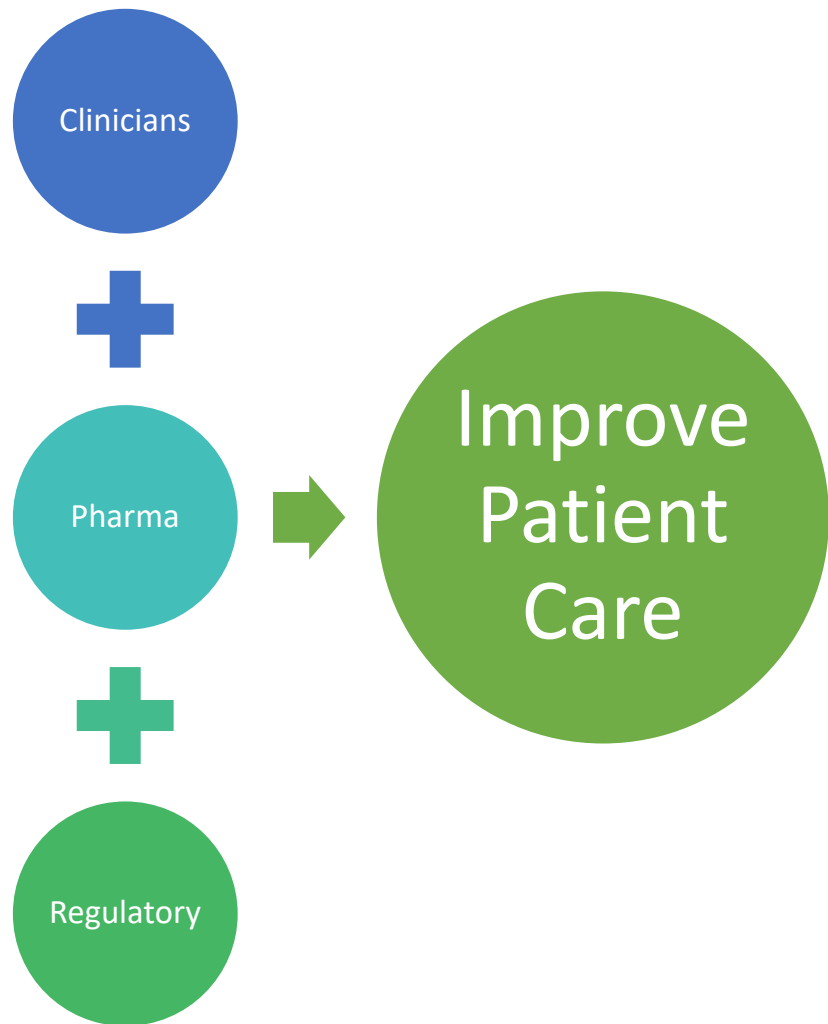 Clinicians
Pharma
Regulatory
Improve
Patient
Care